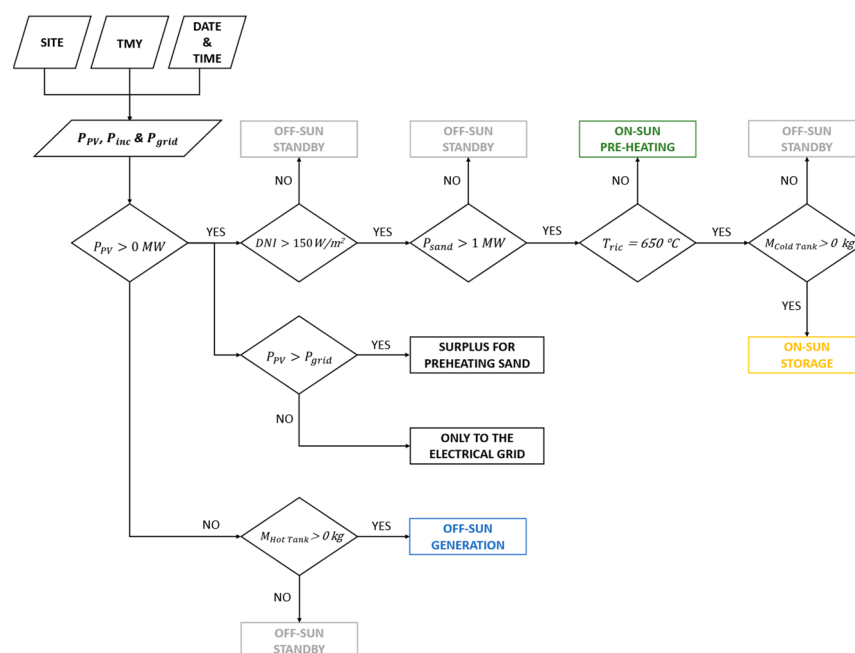 SITE
TMY
DATE
&
TIME
P_PV, P_inc & P_grid
OFF-SUN
STANDBY
OFF-SUN
STANDBY
ON-SUN
PRE-HEATING
OFF-SUN
STANDBY
NO
NO
NO
NO
P_PV > 0 MW
YES
DNI > 150 W/m²
YES
P_sand > 1 MW
YES
T_ric = 650 °C
YES
M_Cold Tank > 0 kg
YES
P_PV > P_grid
YES
SURPLUS FOR
PREHEATING SAND
ON-SUN
STORAGE
NO
ONLY TO THE
ELECTRICAL GRID
NO
M_Hot Tank > 0 kg
YES
OFF-SUN
GENERATION
NO
OFF-SUN
STANDBY